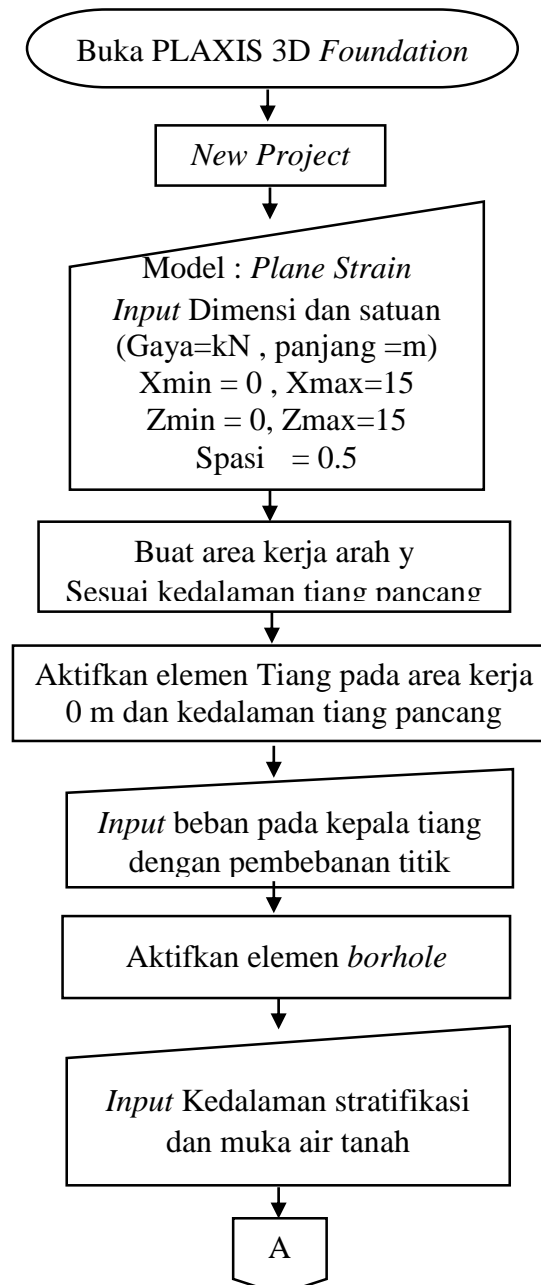 Buka PLAXIS 3D Foundation
New Project
Model : Plane Strain
Input Dimensi dan satuan
(Gaya=kN , panjang =m)
Xmin = 0 , Xmax=15
Zmin = 0, Zmax=15
Spasi = 0.5
Buat area kerja arah y
Sesuai kedalaman tiang pancang
Aktifkan elemen Tiang pada area kerja
0 m dan kedalaman tiang pancang
Input beban pada kepala tiang
dengan pembebanan titik
Aktifkan elemen borhole
Input Kedalaman stratifikasi
dan muka air tanah
A